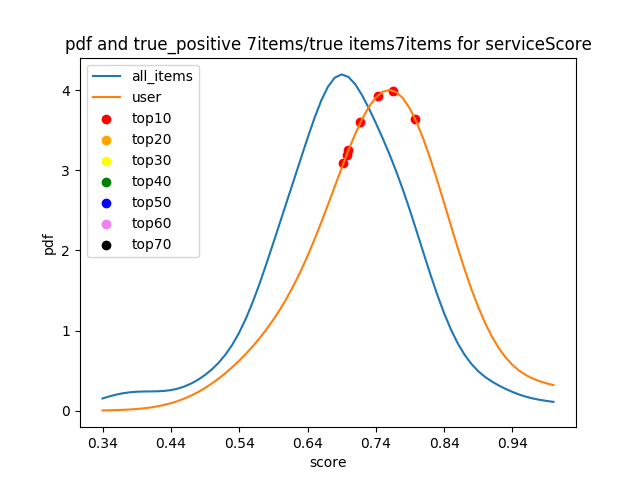 pdf and true_positive 7items/true items7items for serviceScore
all_items
user
top10
top20
top30
top40
top50
top60
top70
4
3
2
1
0
pdf
0.34 0.44 0.54 0.64 0.74 0.84 0.94
score